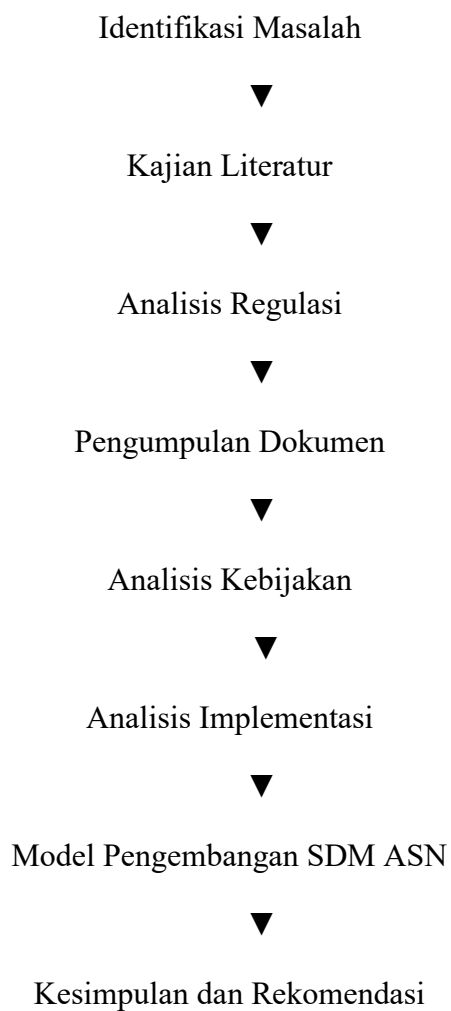 Identifikasi Masalah
▼
Kajian Literatur
▼
Analisis Regulasi
▼
Pengumpulan Dokumen
▼
Analisis Kebijakan
▼
Analisis Implementasi
▼
Model Pengembangan SDM ASN
▼
Kesimpulan dan Rekomendasi